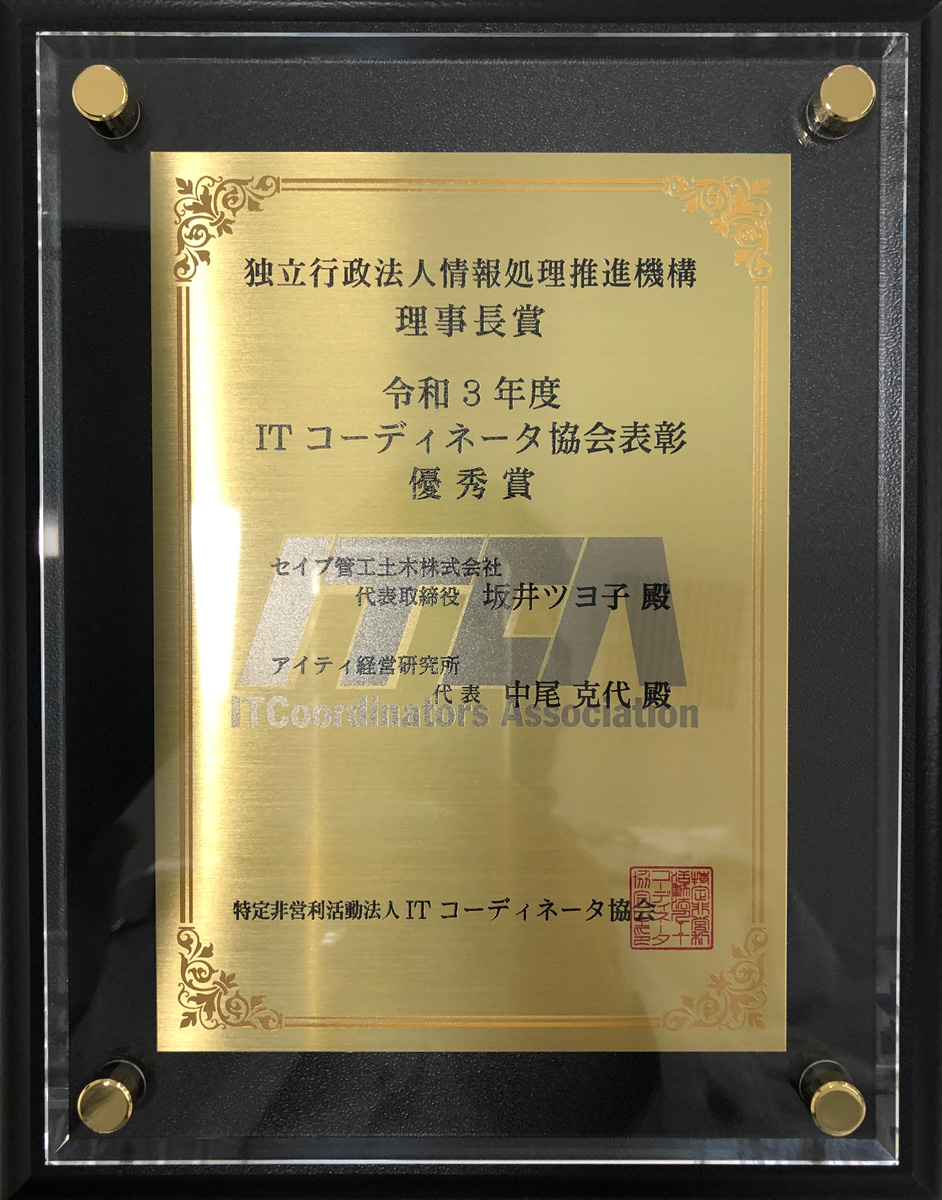 独立行政法人情報処理推進機構
理事長賞
令和3年度
ITコーディネータ協会表彰
優秀賞
ITCA
セイブ管工土木株式会社
代表取締役 坂井ツヨ子 殿
アイティ経営研究所
代表 中尾 克代 殿
ITCoordinators Association
特定非営利活動法人 IT コーディネータ協会